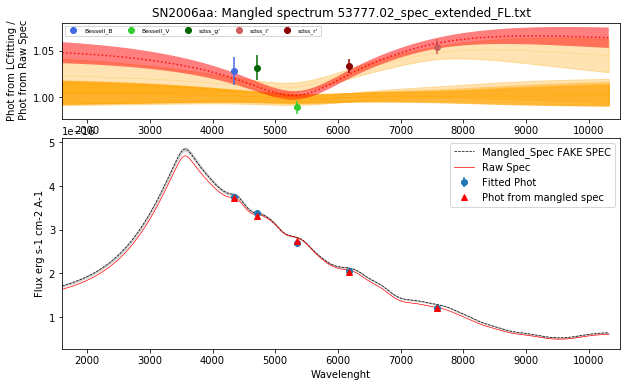 SN2006aa: Mangled spectrum 53777.02_spec_extended_FL.txt
Phot from LCfitting /
Phot from Raw Spec
Bessell_B
Bessell_V
sdss_g'
sdss_i'
sdss_r'
1.05
1.00
2000 3000 4000 5000 6000 7000 8000 9000 10000
1e−16
Flux erg s-1 cm-2 A-1
5
4
3
2
1
Mangled_Spec FAKE SPEC
Raw Spec
Fitted Phot
Phot from mangled spec
2000 3000 4000 5000 6000 7000 8000 9000 10000
Wavelenght